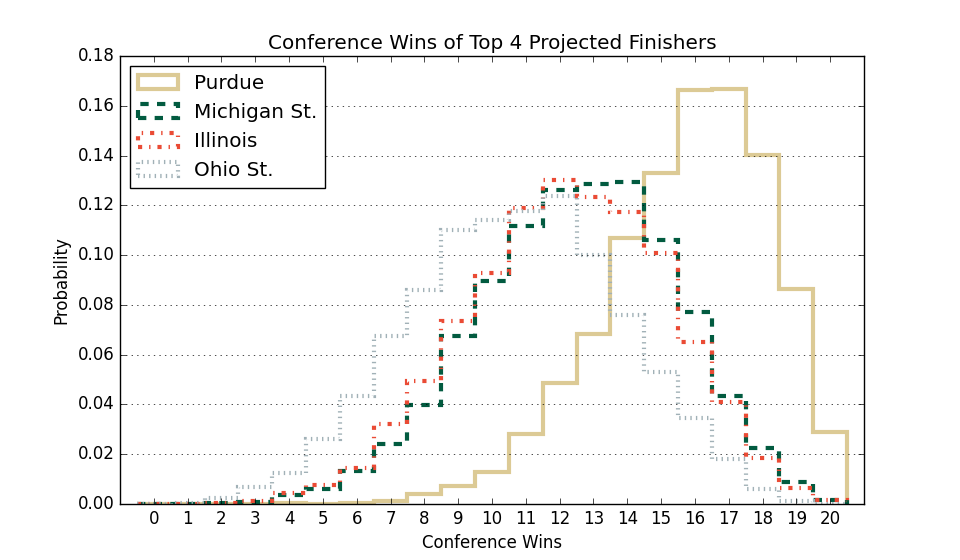 Conference Wins of Top 4 Projected Finishers
0.18
0.16
0.14
0.12
0.10
0.08
0.06
0.04
0.02
0.00
Probability
Purdue
Michigan St.
Illinois
Ohio St.
0 1 2 3 4 5 6 7 8 9 10 11 12 13 14 15 16 17 18 19 20
Conference Wins